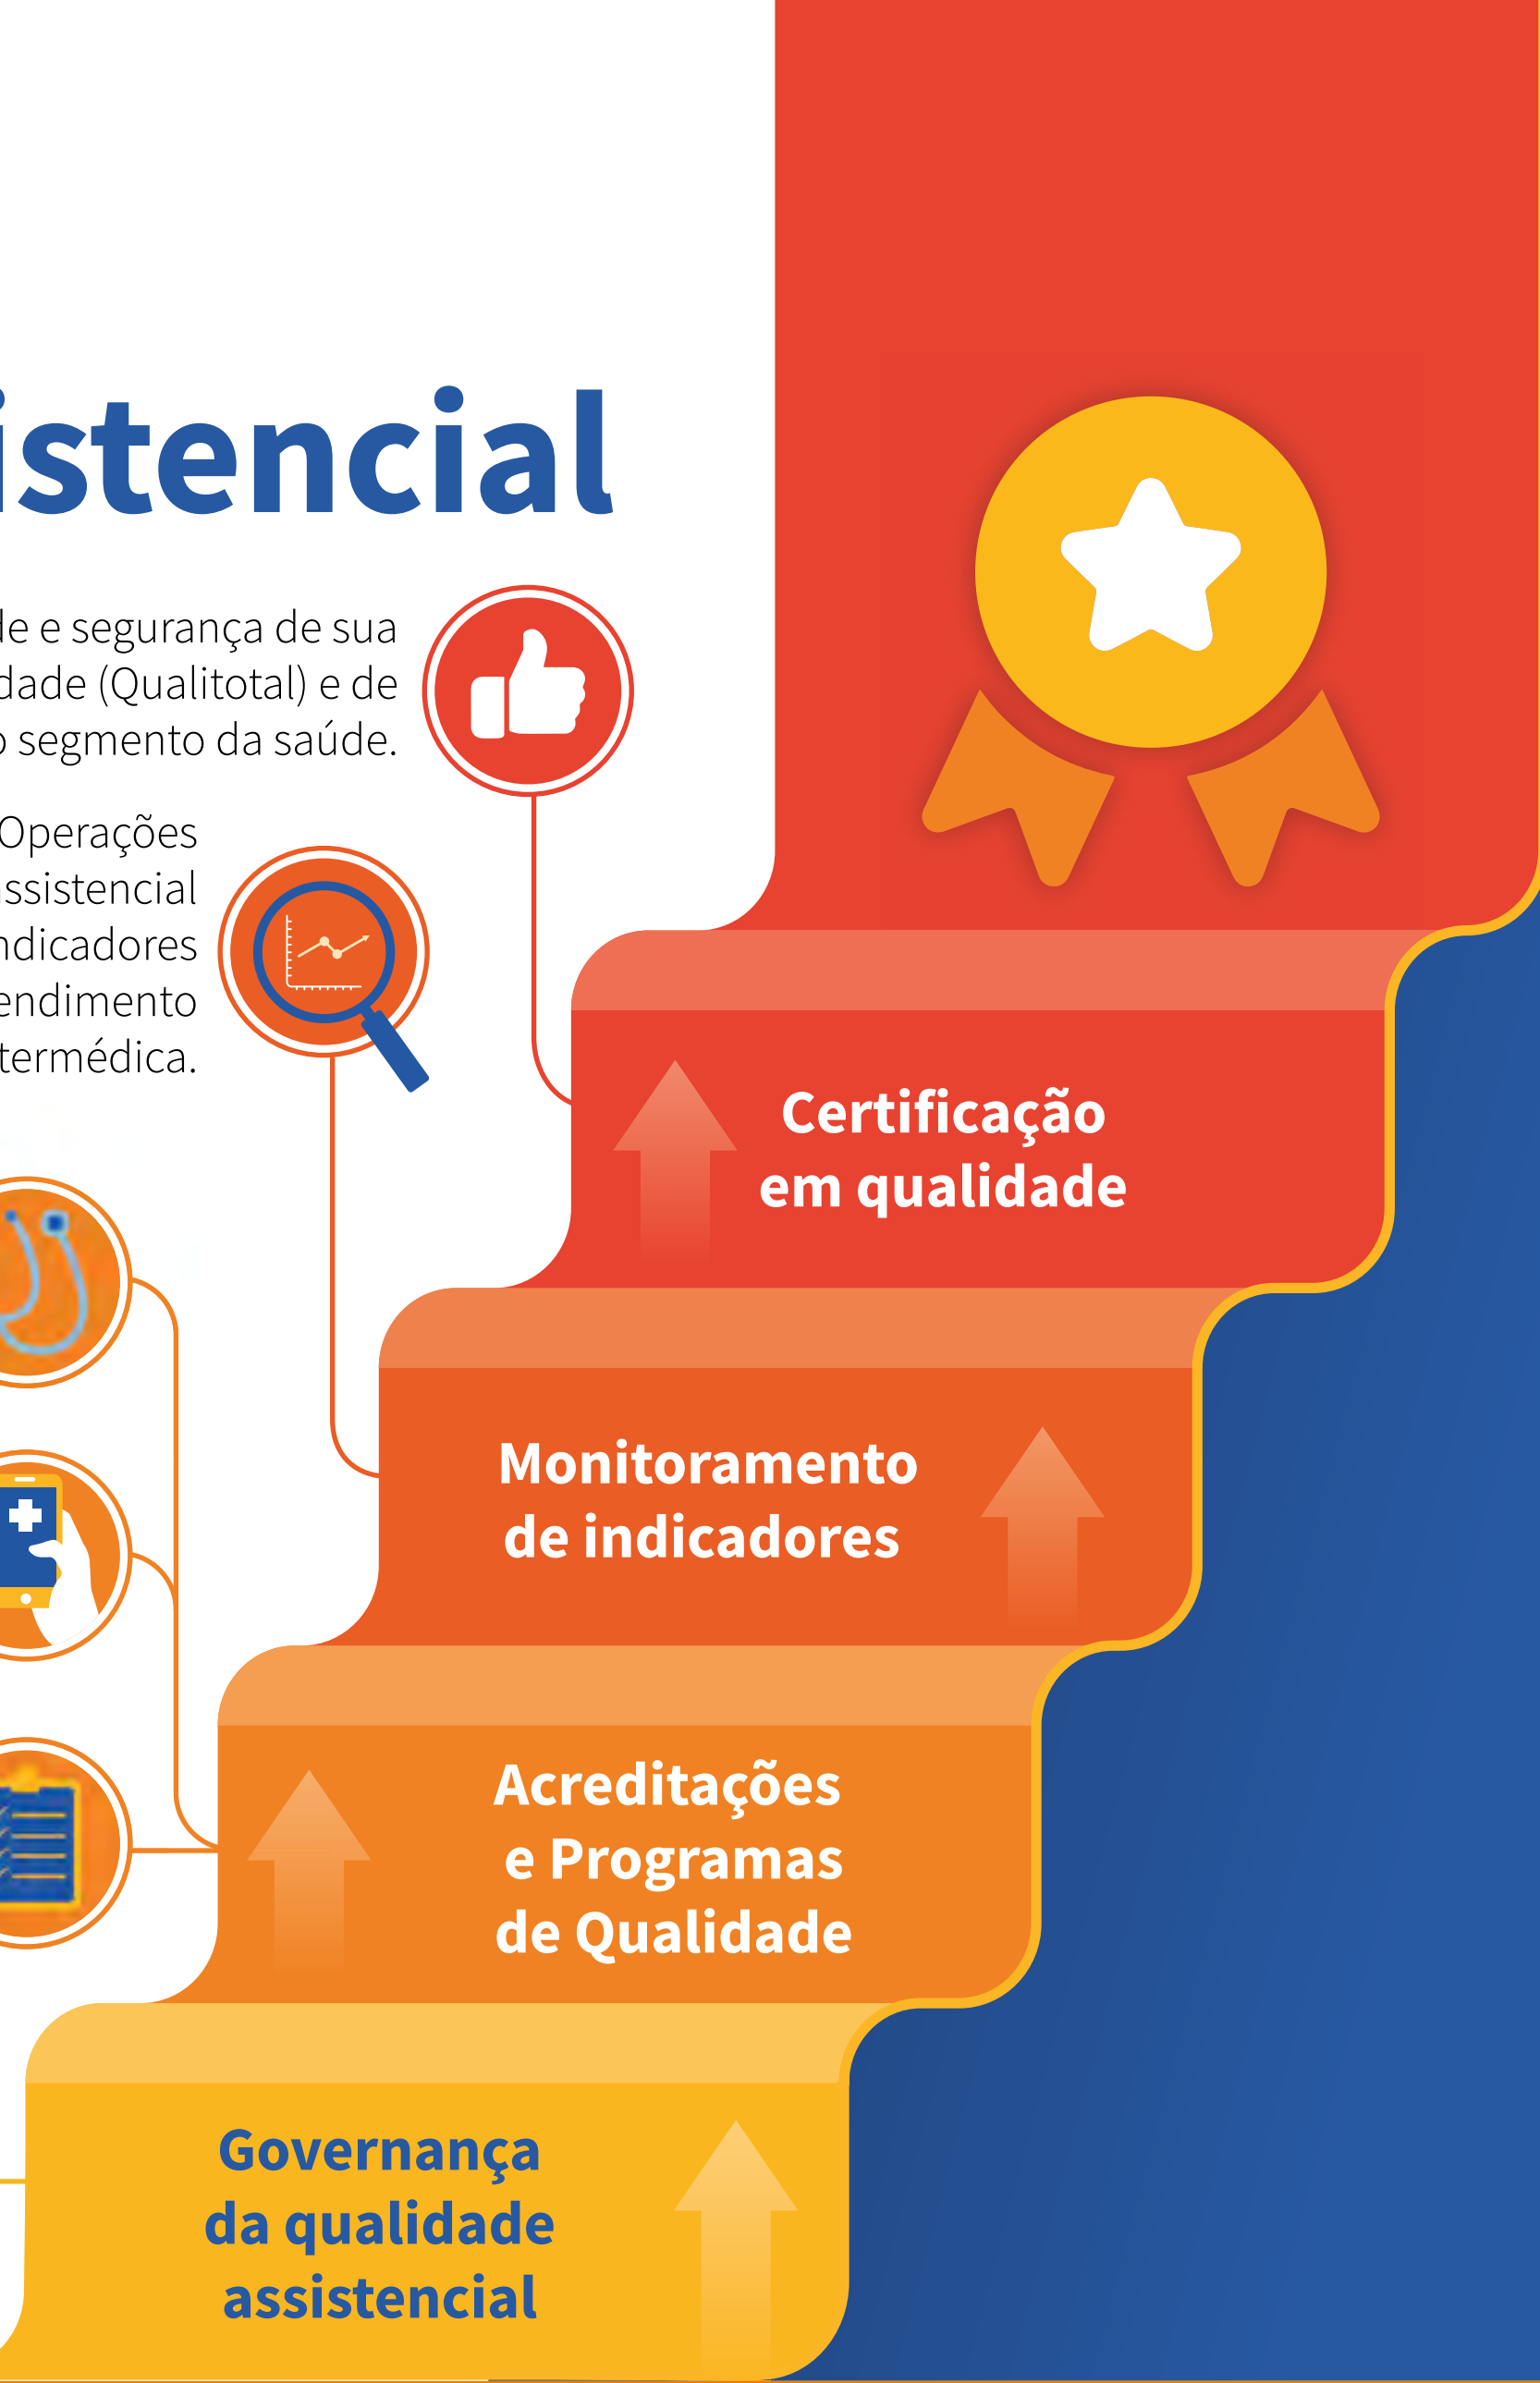 istencial
de e segurança de sua
dade (Qualitotal) e de
o segmento da saúde.
Operações
ssistencial
ndicadores
endimento
termédica.
Certificação
em qualidade
Monitoramento
de indicadores
Acreditações
e Programas
de Qualidade
Governança
da qualidade
assistencial